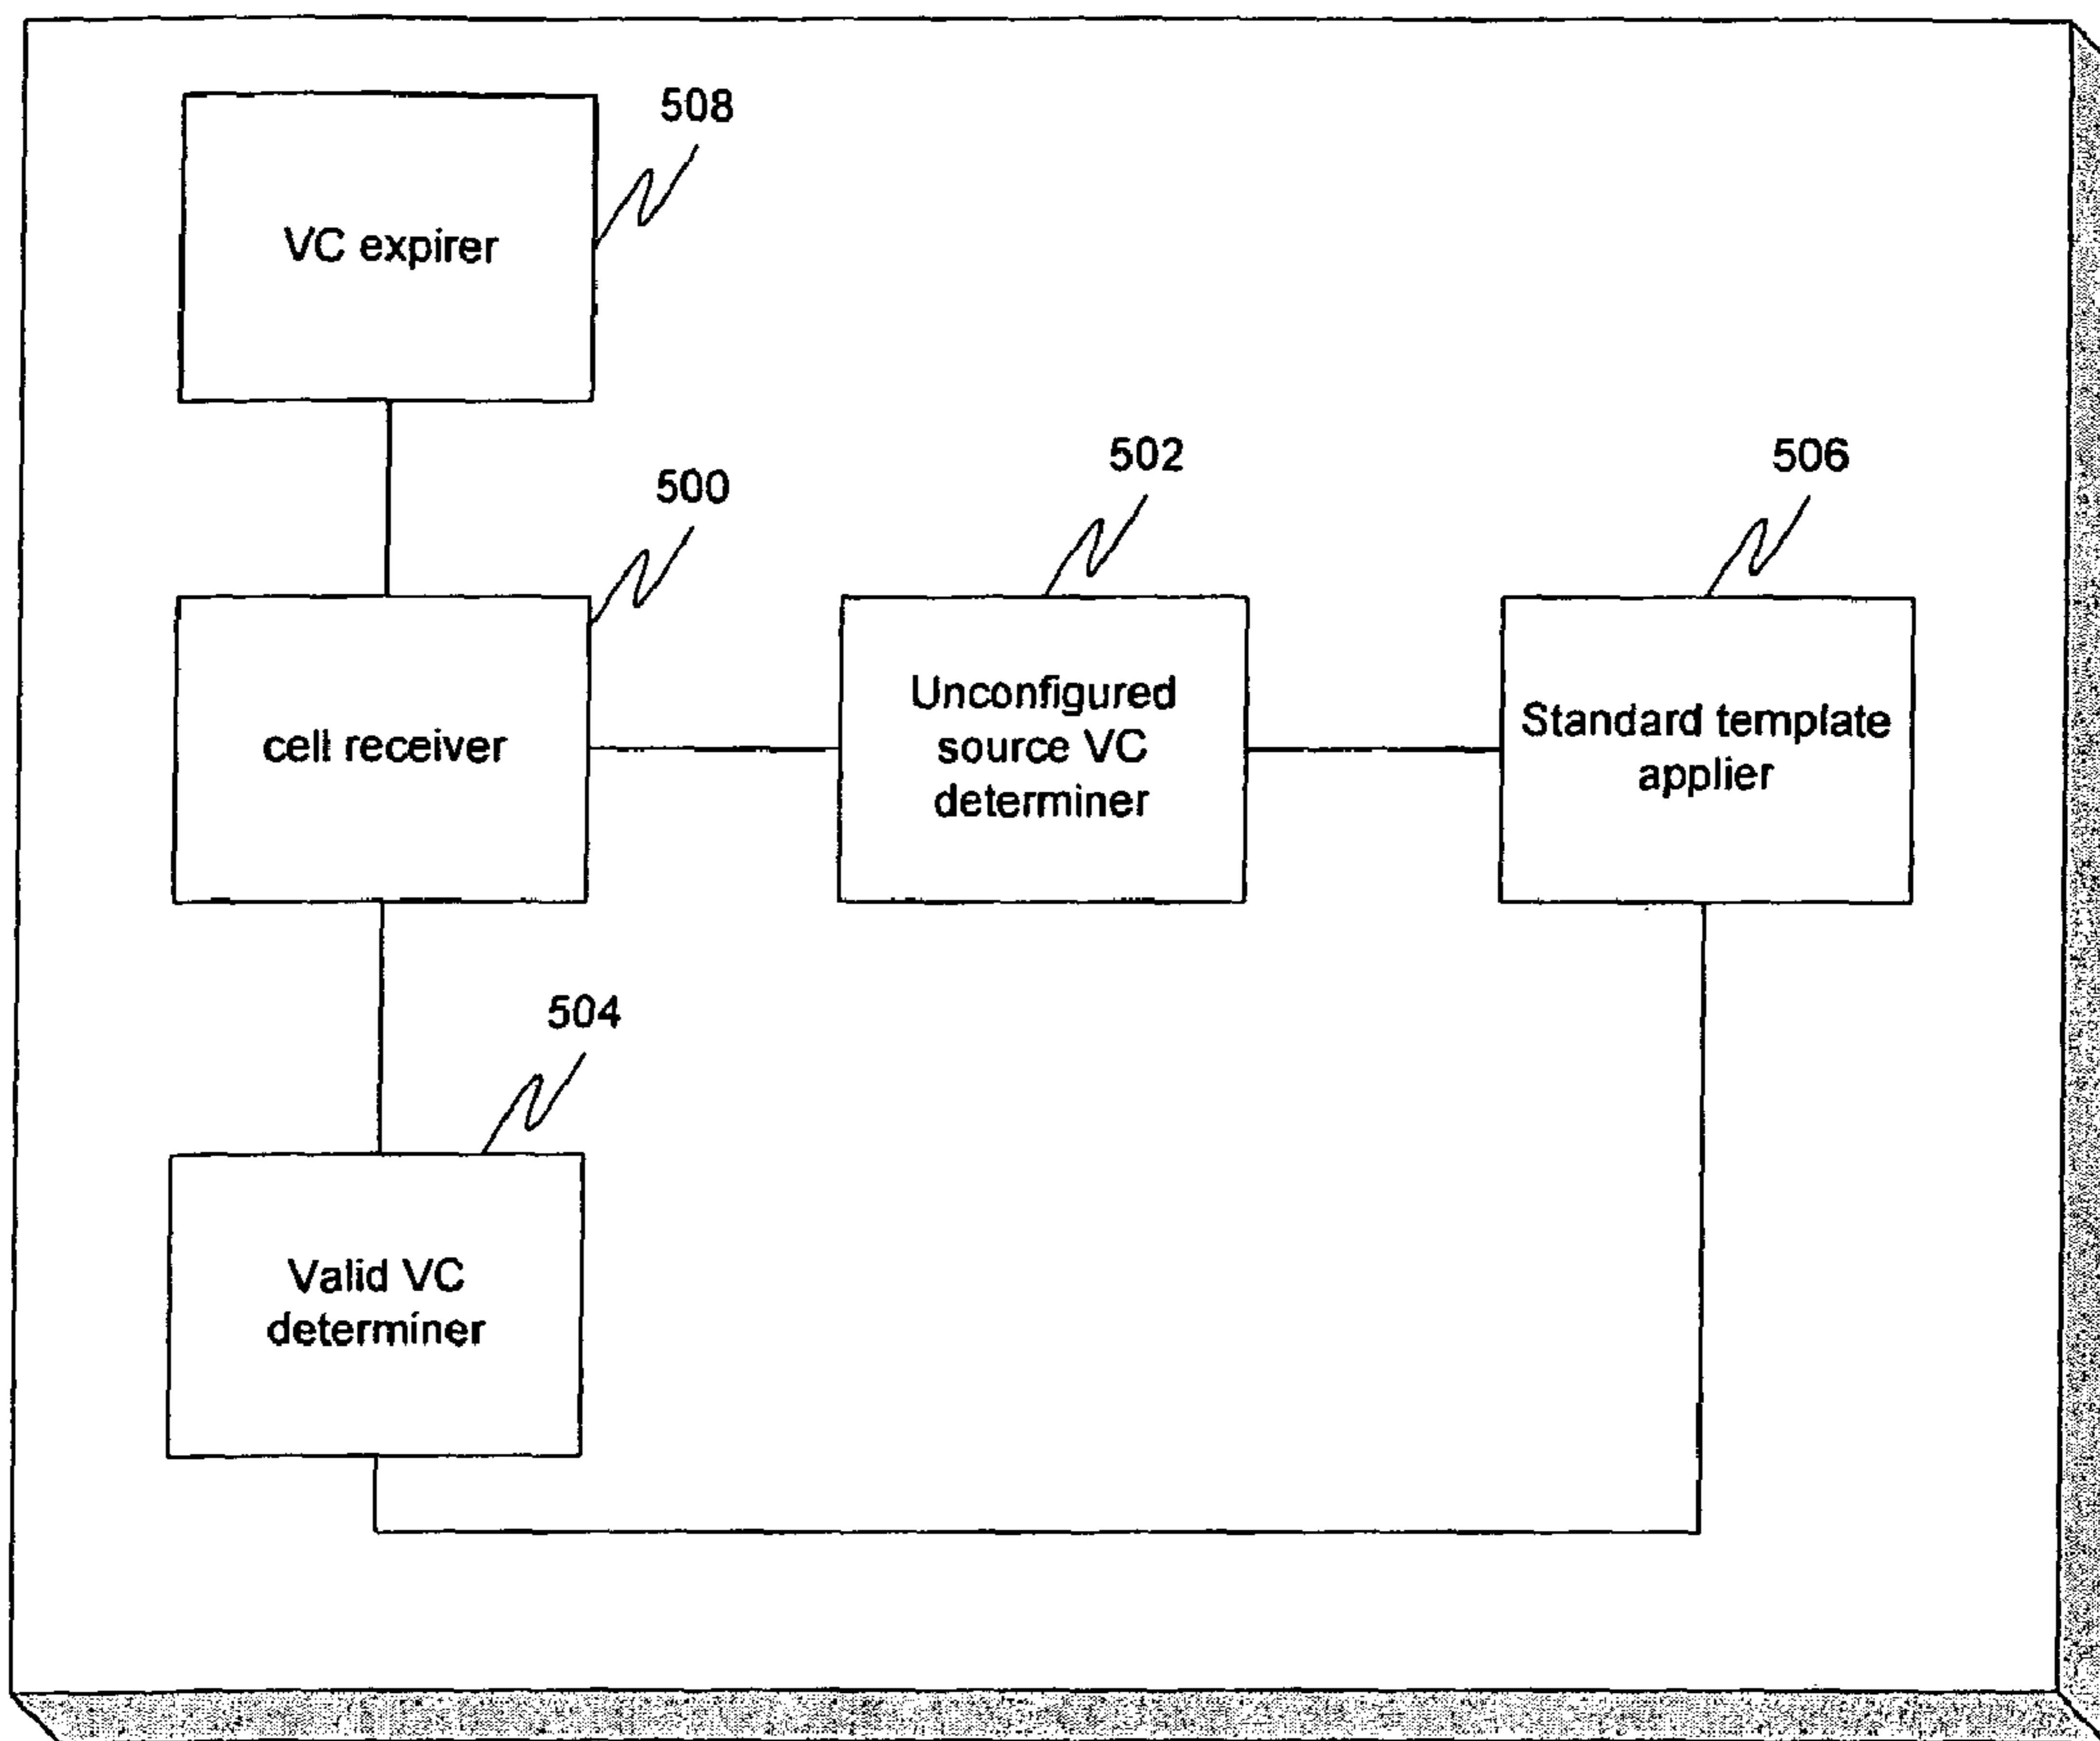 508
VC expirer
500
502
506
cell receiver
Unconfigured
source VC
determiner
Standard template
applier
504
Valid VC
determiner